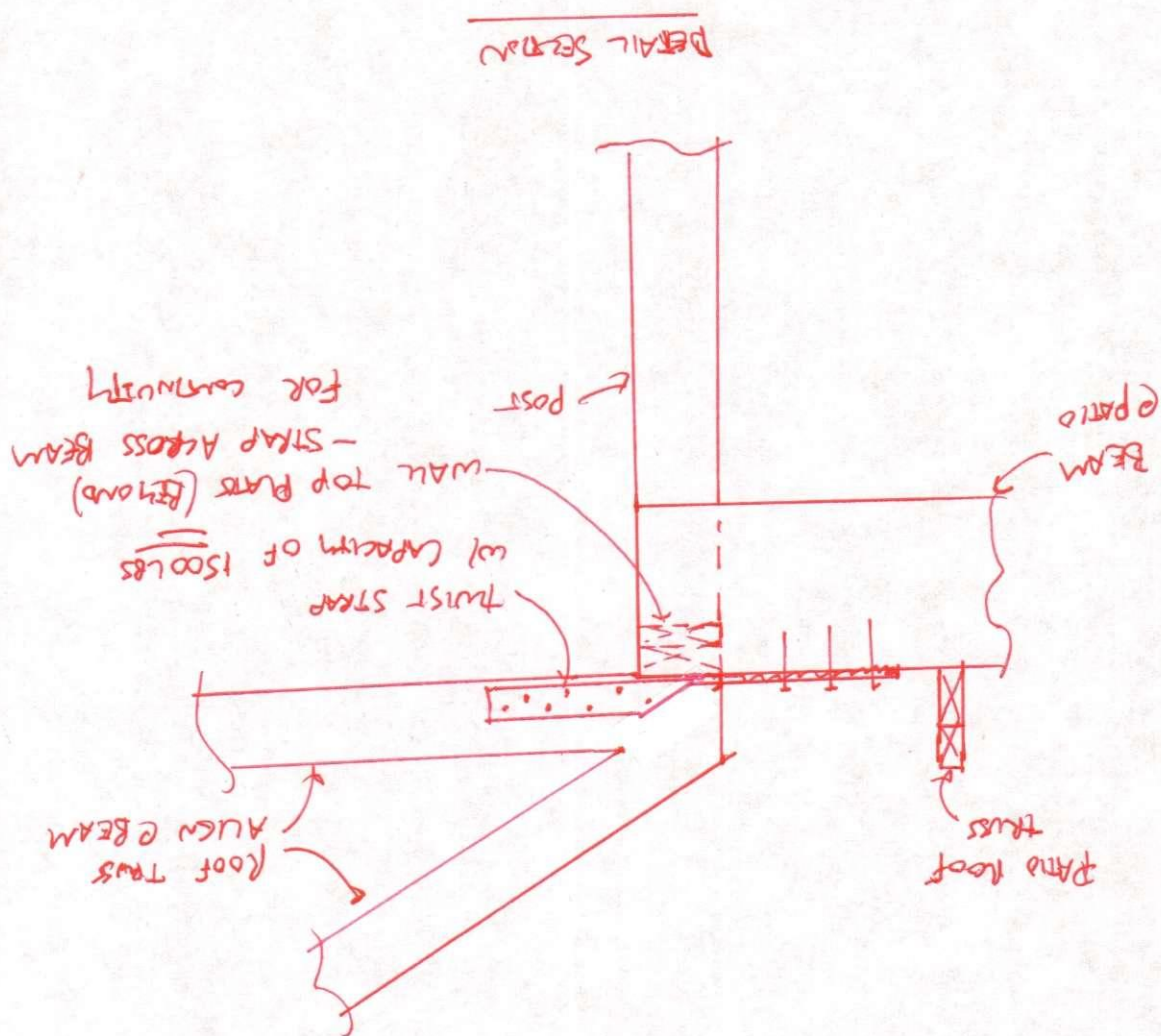 PATIO ROOF
TRUSS
ROOF TRUSS
ALIGN @ BEAM
TWIST STRAP
W/ CAPACITY OF 1500 LBS
WALL TOP PLATE (BEYOND)
- STRAP ACROSS BEAM
FOR CONTINUITY
BEAM
@ PATIO
POST
DETAIL SECTION